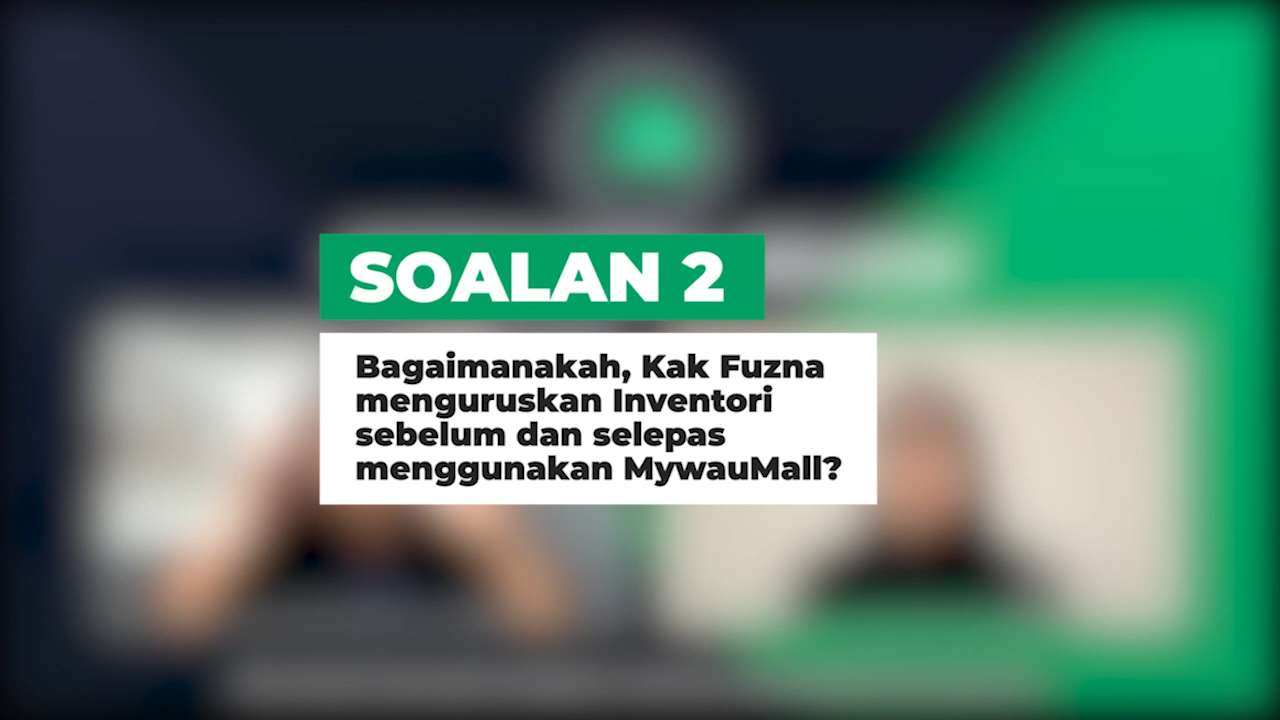 SOALAN 2
Bagaimanakah, Kak Fuzna
menguruskan Inventori
sebelum dan selepas
menggunakan MywauMall?